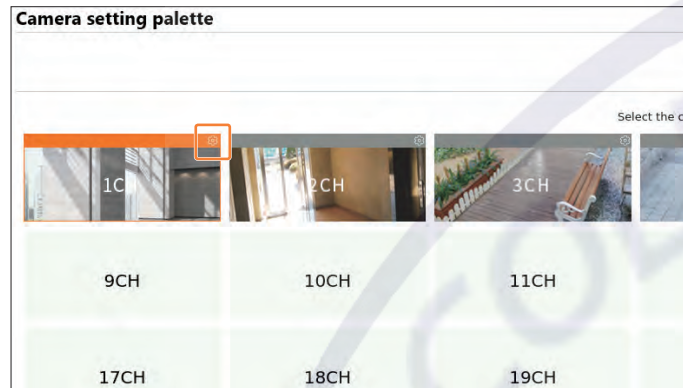 Camera setting palette
Select the c
1CH 2CH 3CH
9CH 10CH 11CH
17CH 18CH 19CH